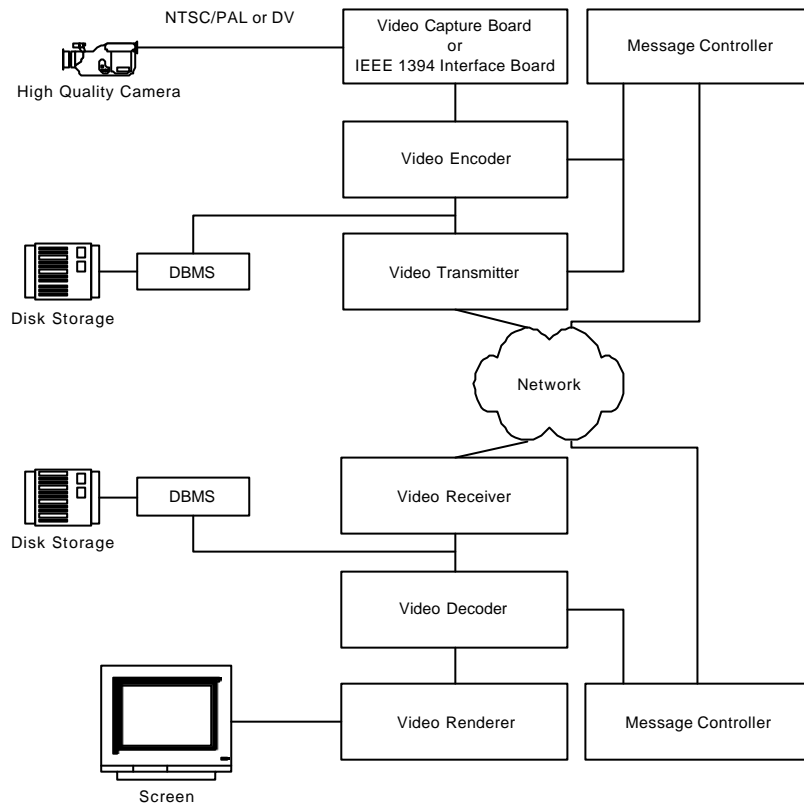 NTSC/PAL or DV
Video Capture Board
or
IEEE 1394 Interface Board
Message Controller
High Quality Camera
Video Encoder
DBMS
Video Transmitter
Disk Storage
Network
DBMS
Video Receiver
Disk Storage
Video Decoder
Video Renderer
Message Controller
Screen